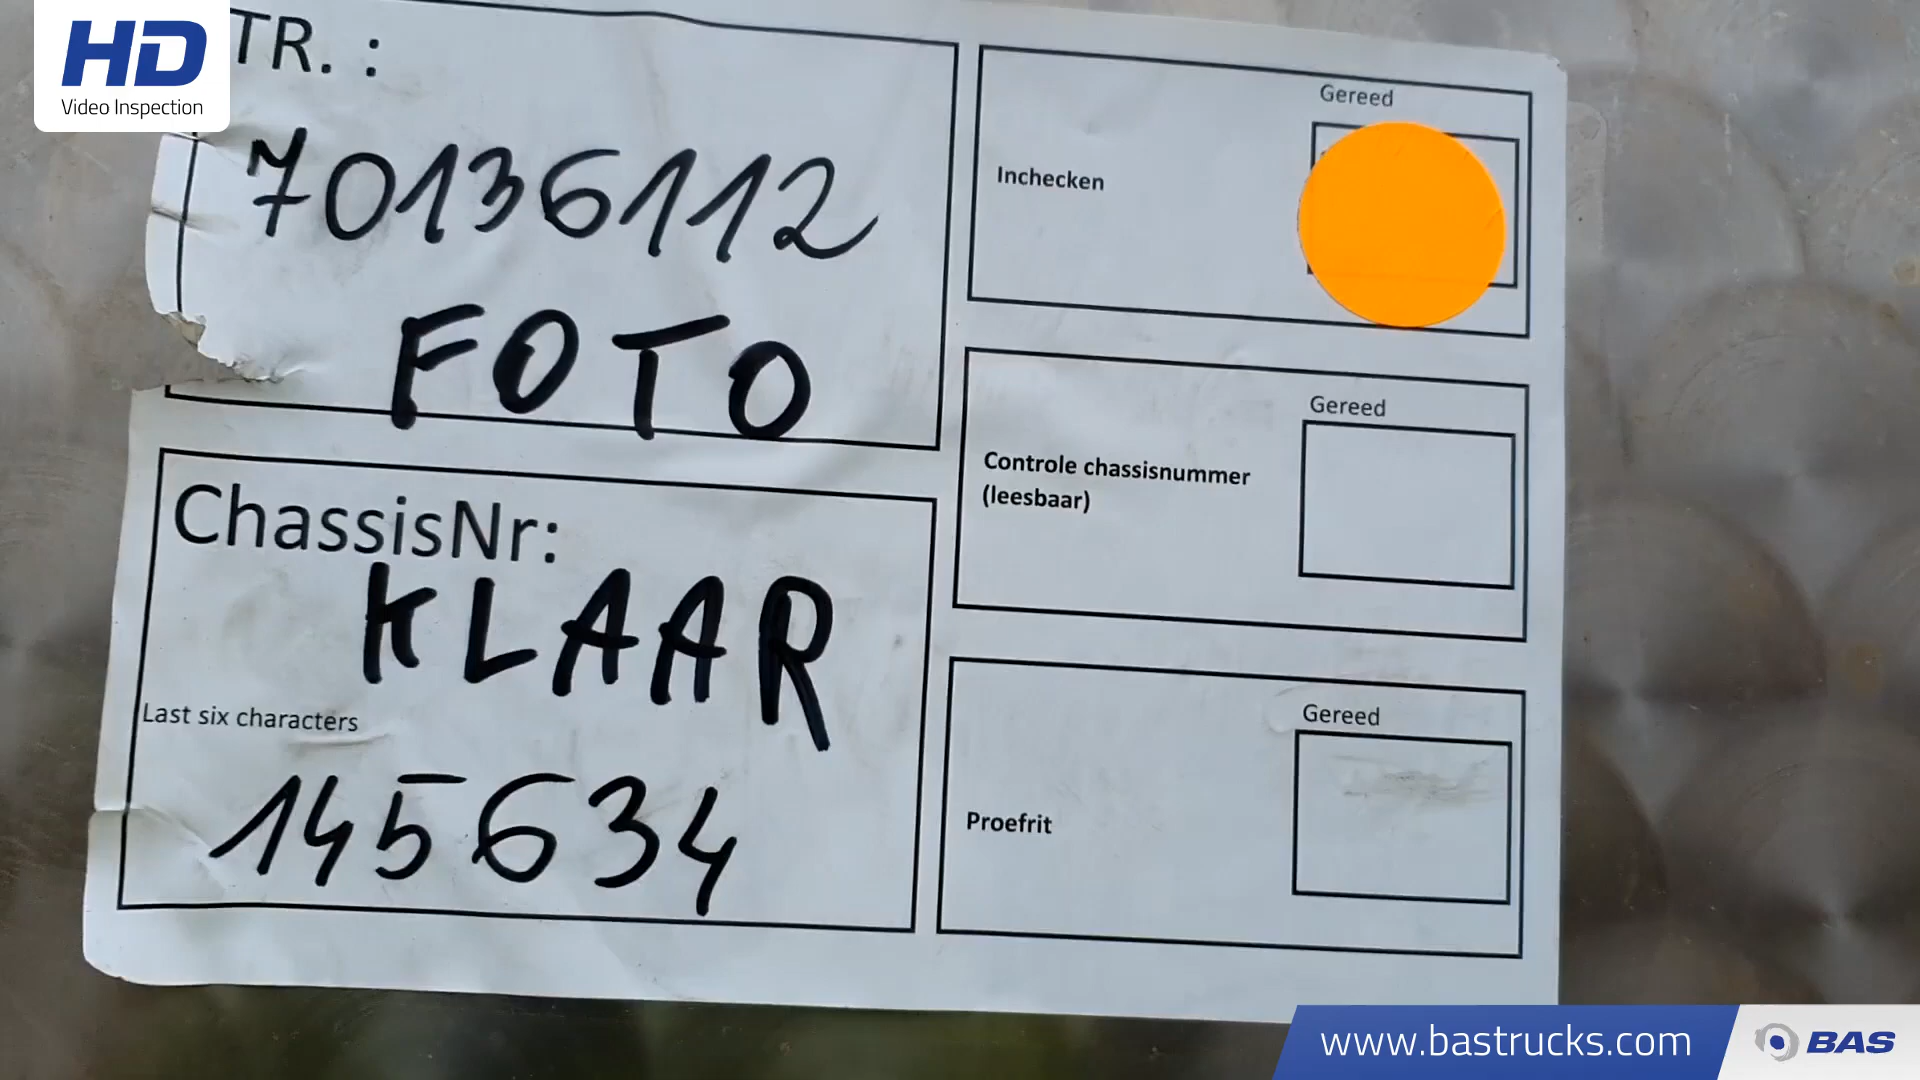 HD
Video Inspection
TR. :
70136112
FOTO
ChassisNr:
KLAAR
Last six characters
145634
Gereed
Inchecken
Gereed
Controle chassisnummer
(leesbaar)
Gereed
Proefrit
www.bastrucks.com
BAS